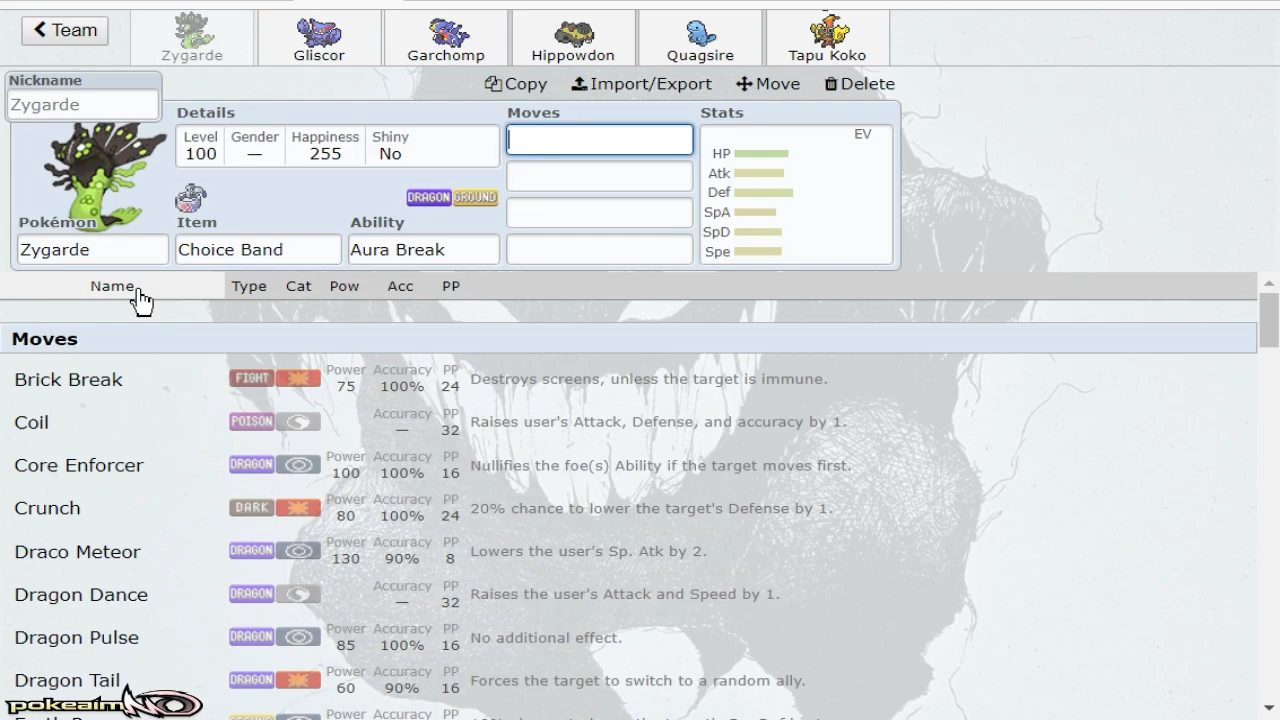 Team
Zygarde
Gliscor
Garchomp
Hippowdon
Quagsire
Tapu Koko
Nickname
Zygarde
Copy
Import/Export
Move
Delete
Details
Moves
Stats
Level Gender Happiness Shiny
100 — 255 No
EV
HP
Atk
Def
SpA
SpD
Spe
DRAGON GROUND
Pokémon Item Ability
Zygarde Choice Band Aura Break
Name Type Cat Pow Acc PP
Moves
Brick Break FIGHT Power 75 Accuracy 100% PP 24 Destroys screens, unless the target is immune.
Coil POISON Accuracy — PP 32 Raises user's Attack, Defense, and accuracy by 1.
Core Enforcer DRAGON Power 100 Accuracy 100% PP 16 Nullifies the foe(s) Ability if the target moves first.
Crunch DARK Power 80 Accuracy 100% PP 24 20% chance to lower the target's Defense by 1.
Draco Meteor DRAGON Power 130 Accuracy 90% PP 8 Lowers the user's Sp. Atk by 2.
Dragon Dance DRAGON Accuracy — PP 32 Raises the user's Attack and Speed by 1.
Dragon Pulse DRAGON Power 85 Accuracy 100% PP 16 No additional effect.
Dragon Tail DRAGON Power 60 Accuracy 90% PP 16 Forces the target to switch to a random ally.
Power Accuracy PP
pokeaimNO